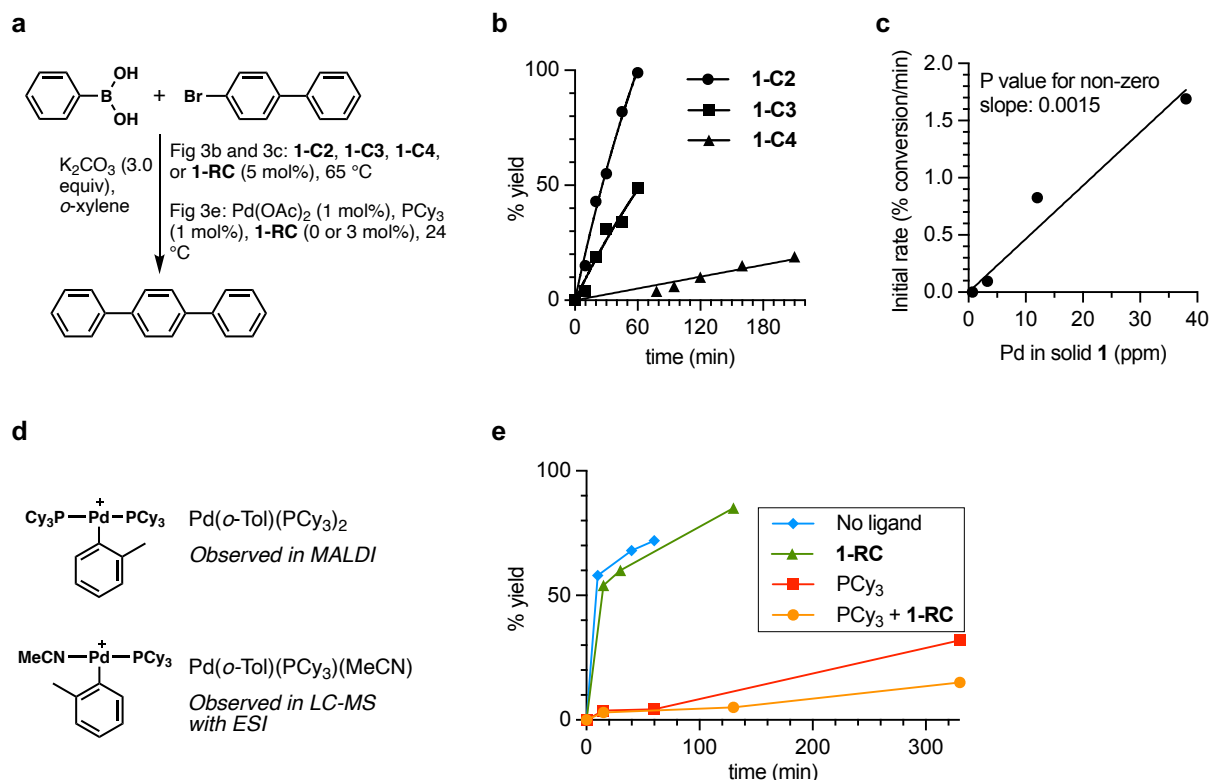 a
OH
B
OH
+
Br
K₂CO₃ (3.0
equiv),
o-xylene
Fig 3b and 3c: 1-C2, 1-C3, 1-C4,
or 1-RC (5 mol%), 65 °C
Fig 3e: Pd(OAc)₂ (1 mol%), PCy₃
(1 mol%), 1-RC (0 or 3 mol%), 24
°C
b
% yield
100
50
0
0
60
120
180
time (min)
1-C2
1-C3
1-C4
c
Initial rate (% conversion/min)
2.0
1.5
1.0
0.5
0.0
0
10
20
30
40
Pd in solid 1 (ppm)
P value for non-zero
slope: 0.0015
d
+
Cy₃P Pd PCy₃
Pd(o-Tol)(PCy₃)₂
Observed in MALDI
+
MeCN Pd PCy₃
Pd(o-Tol)(PCy₃)(MeCN)
Observed in LC-MS
with ESI
e
% yield
100
50
0
0
100
200
300
time (min)
No ligand
1-RC
PCy₃
PCy₃ + 1-RC